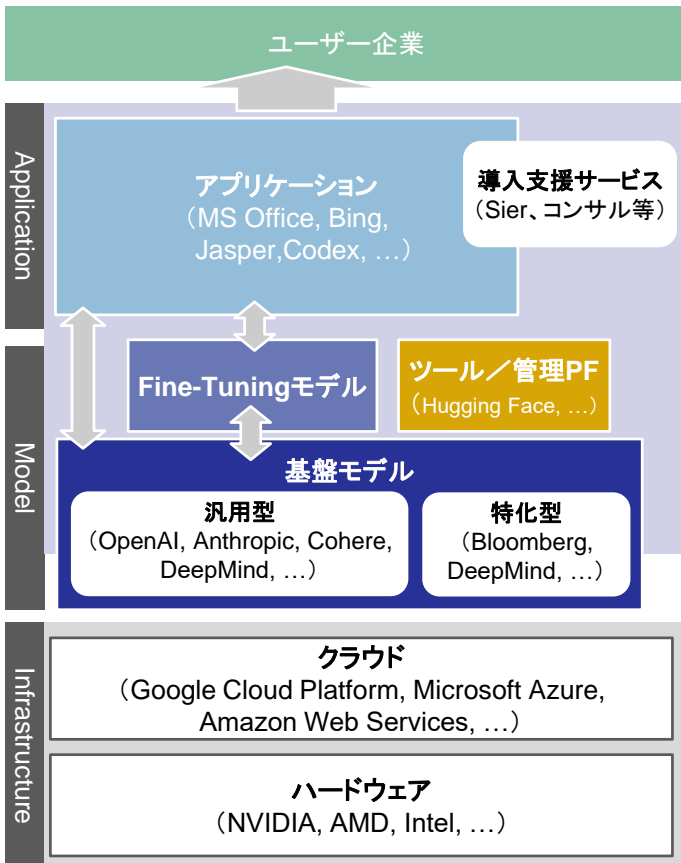 ユーザー企業
Application
アプリケーション
（MS Office, Bing,
Jasper,Codex, …）
導入支援サービス
（Sier、コンサル等）
Model
Fine-Tuningモデル
ツール／管理PF
（Hugging Face, …）
基盤モデル
汎用型
（OpenAI, Anthropic, Cohere,
DeepMind, …）
特化型
（Bloomberg,
DeepMind, …）
Infrastructure
クラウド
（Google Cloud Platform, Microsoft Azure,
Amazon Web Services, …）
ハードウェア
（NVIDIA, AMD, Intel, …）